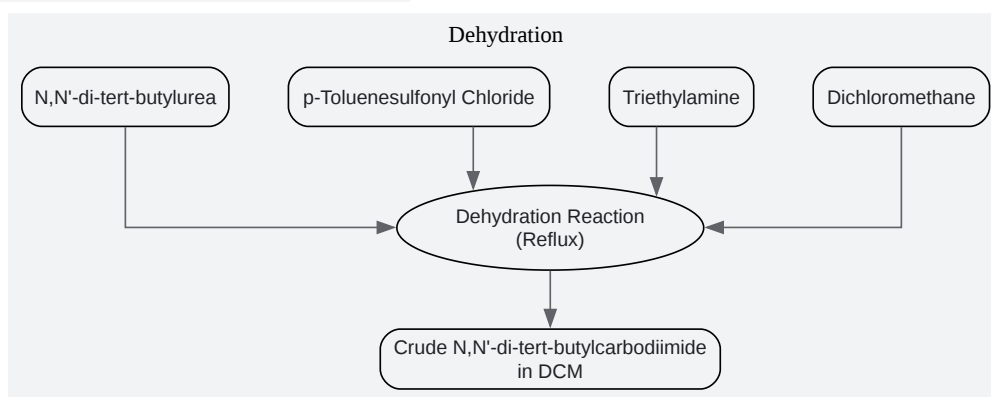 Dehydration
N,N'-di-tert-butylurea
p-Toluenesulfonyl Chloride
Triethylamine
Dichloromethane
Dehydration Reaction
(Reflux)
Crude N,N'-di-tert-butylcarbodiimide
in DCM